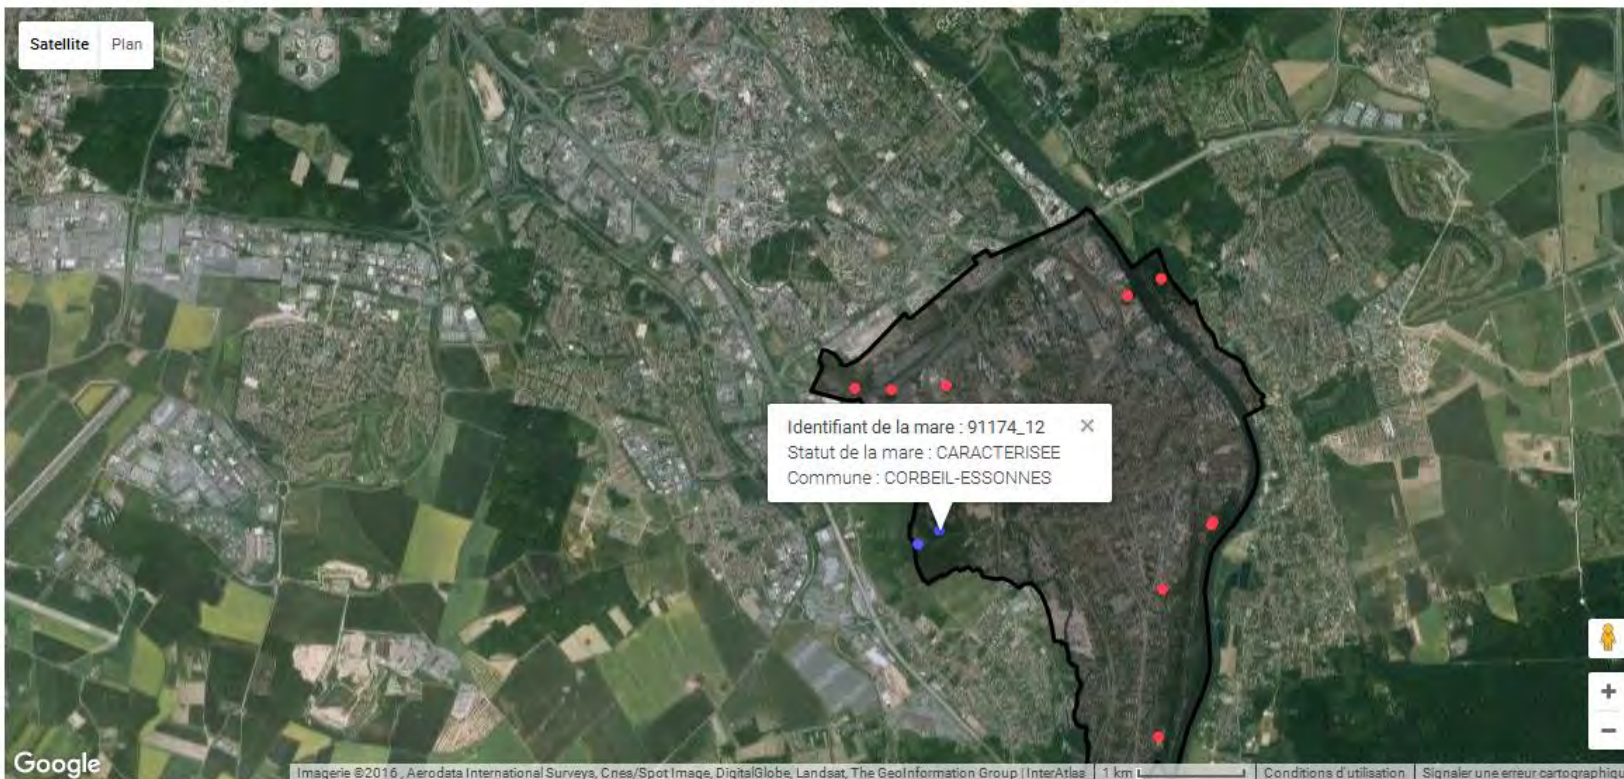 Satellite Plan
Identifiant de la mare : 91174_12
Statut de la mare : CARACTERISEE
Commune : CORBEIL-ESSONNES
Google
Imagerie ©2016 , Aerodata International Surveys, Cnes/Spot Image, DigitalGlobe, Landsat, The GeoInformation Group | InterAtlas 1 km Conditions d'utilisation Signaler une erreur cartographiq